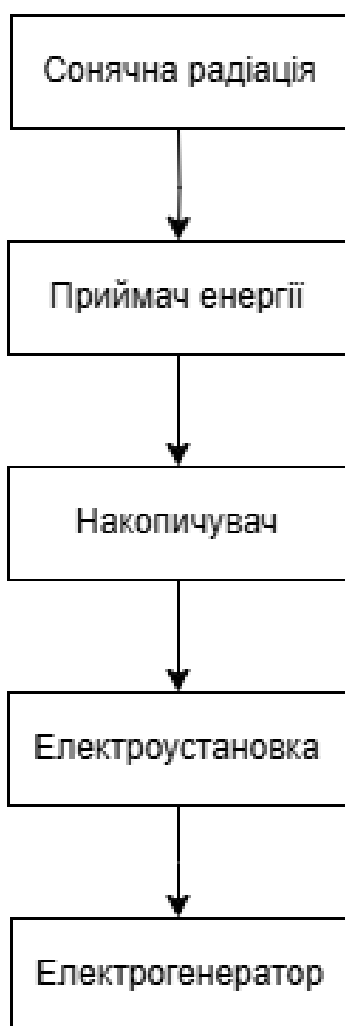 Сонячна радіація
Приймач енергії
Накопичувач
Електроустановка
Електрогенератор